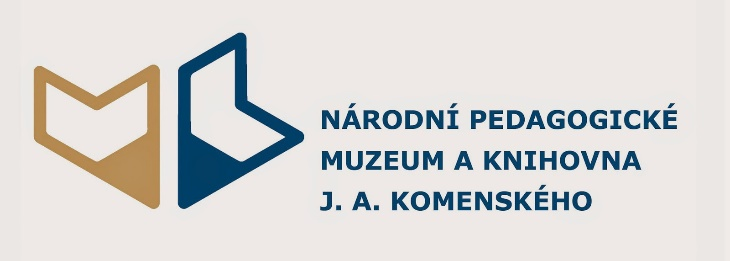 NÁRODNÍ PEDAGOGICKÉ
MUZEUM A KNIHOVNA
J. A. KOMENSKÉHO